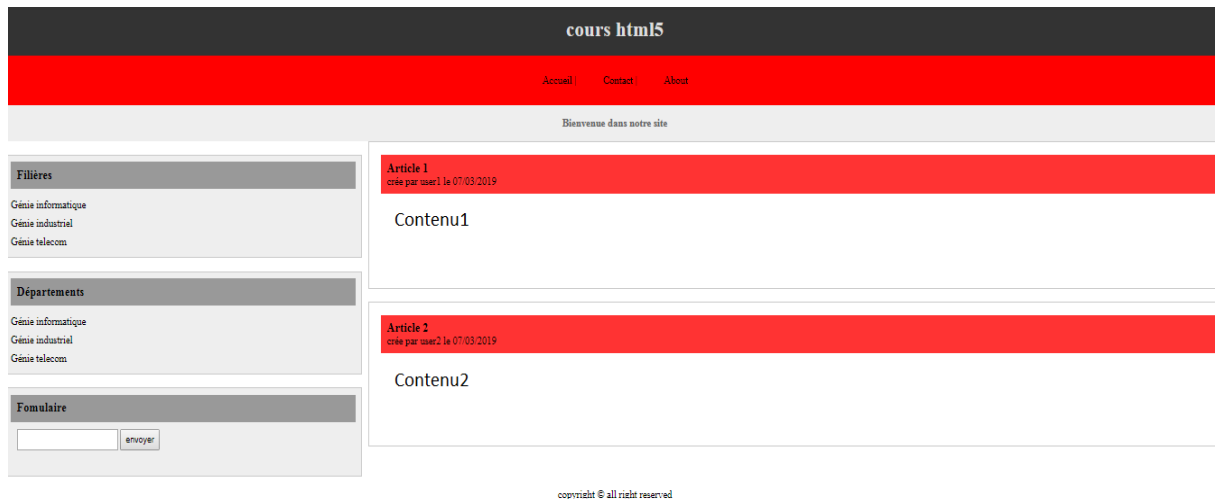 cours html5
Accueil |
Contact |
About
Bienvenue dans notre site
Filières
Génie informatique
Génie industriel
Génie telecom
Départements
Génie informatique
Génie industriel
Génie telecom
Fomulaire
envoyer
Article 1
crée par user1 le 07/03/2019
Contenu1
Article 2
crée par user2 le 07/03/2019
Contenu2
copyright © all right reserved